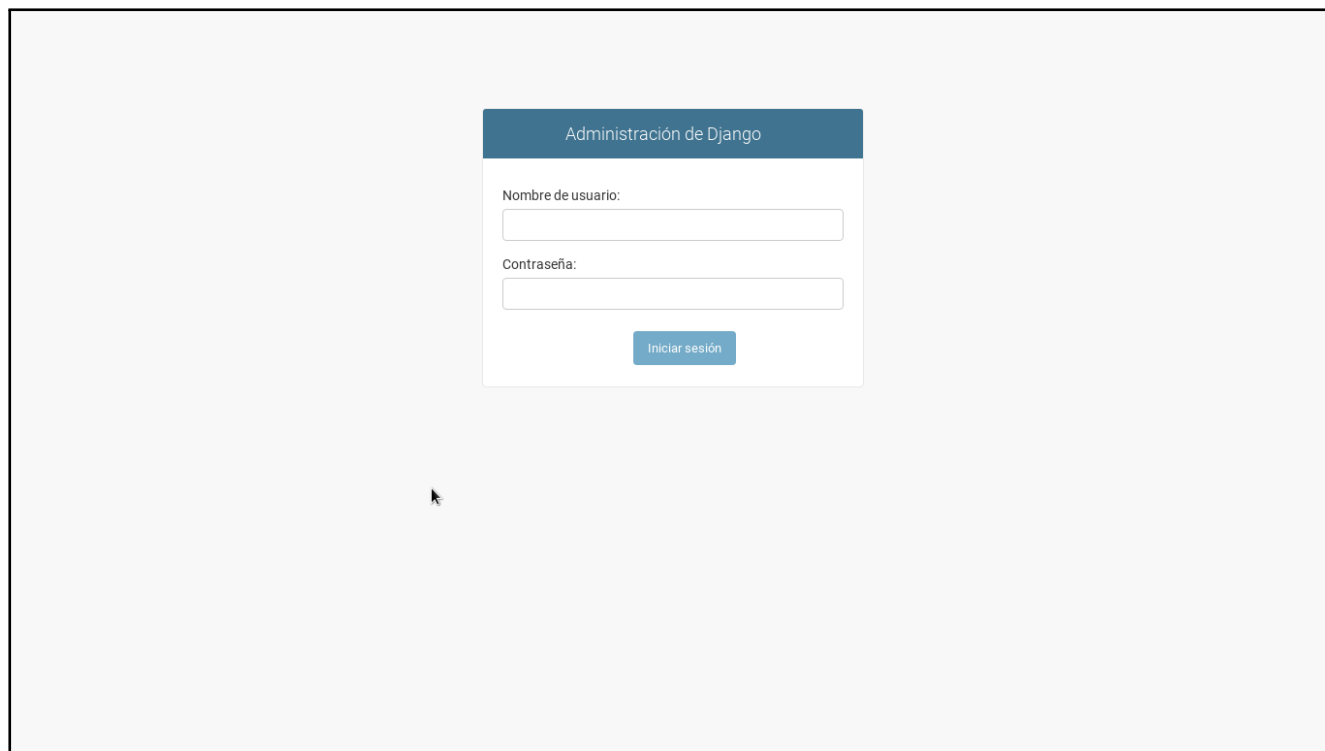 Administración de Django
Nombre de usuario:
Contraseña:
Iniciar sesión